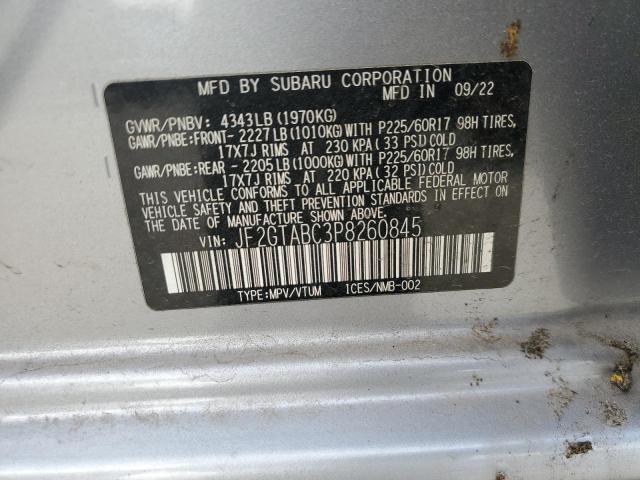 MFD BY SUBARU CORPORATION
MFD IN 09/22
GVWR/PNBV: 4343LB (1970KG)
GAWR/PNBE:FRONT- 2227LB (1010KG) WITH P225/60R17 98H TIRES,
17X7J RIMS AT 230 KPA ( 33 PSI) COLD
GAWR/PNBE:REAR - 2205LB (1000KG) WITH P225/60R17 98H TIRES,
17X7J RIMS AT 220 KPA ( 32 PSI) COLD
THIS VEHICLE CONFORMS TO ALL APPLICABLE FEDERAL MOTOR
VEHICLE SAFETY AND THEFT PREVENTION STANDARDS IN EFFECT ON
THE DATE OF MANUFACTURE SHOWN ABOVE.
VIN: JF2GTABC3P8260845
TYPE:MPV/VTUM ICES/NMB-002